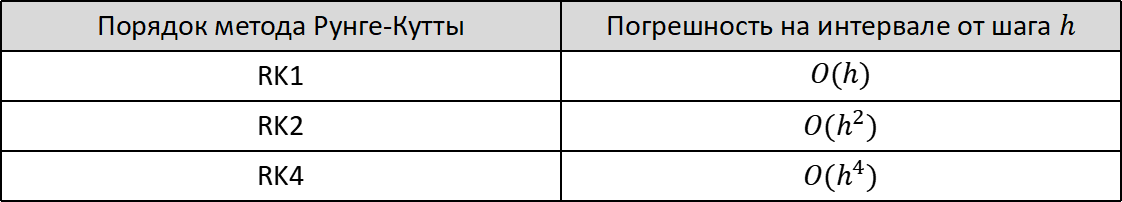 Порядок метода Рунге-Кутты
Погрешность на интервале от шага ℎ
RK1
𝑂(ℎ)
RK2
𝑂(ℎ²)
RK4
𝑂(ℎ⁴)